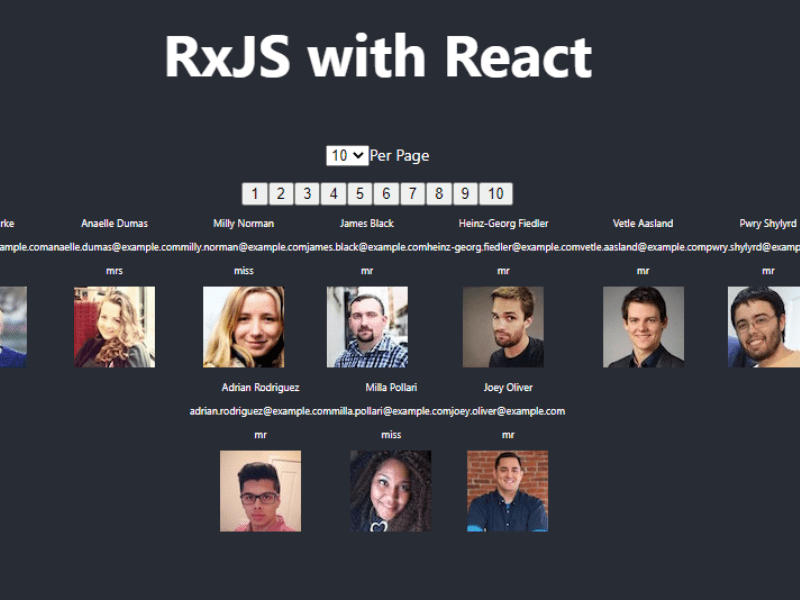 RxJS with React
10 Per Page
1 2 3 4 5 6 7 8 9 10
rke Anaelle Dumas Milly Norman James Black Heinz-Georg Fiedler Vetle Aasland Pwry Shylyrd
ample.comanaelle.dumas@example.commilly.norman@example.comjames.black@example.comheinz-georg.fiedler@example.comvetle.aasland@example.compwry.shylyrd@examp
mrs miss mr mr mr mr
Adrian Rodriguez Milla Pollari Joey Oliver
adrian.rodriguez@example.commilla.pollari@example.comjoey.oliver@example.com
mr miss mr